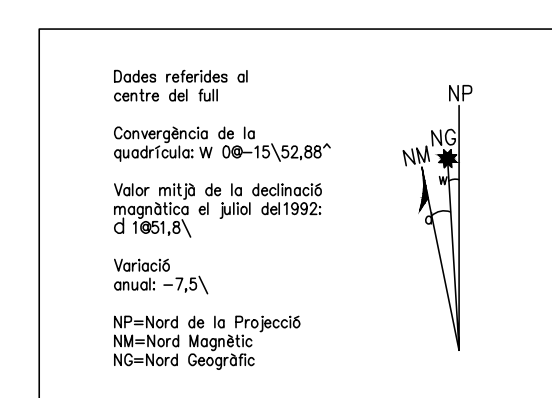 Dades referides al
centre del full
Convergència de la
quadrícula: W 0@–15\52,88^
Valor mitjà de la declinació
magnàtica el juliol del1992:
d 1@51,8\
Variació
anual: –7,5\
NP=Nord de la Projecció
NM=Nord Magnètic
NG=Nord Geogràfic
NP
NG
NM
w